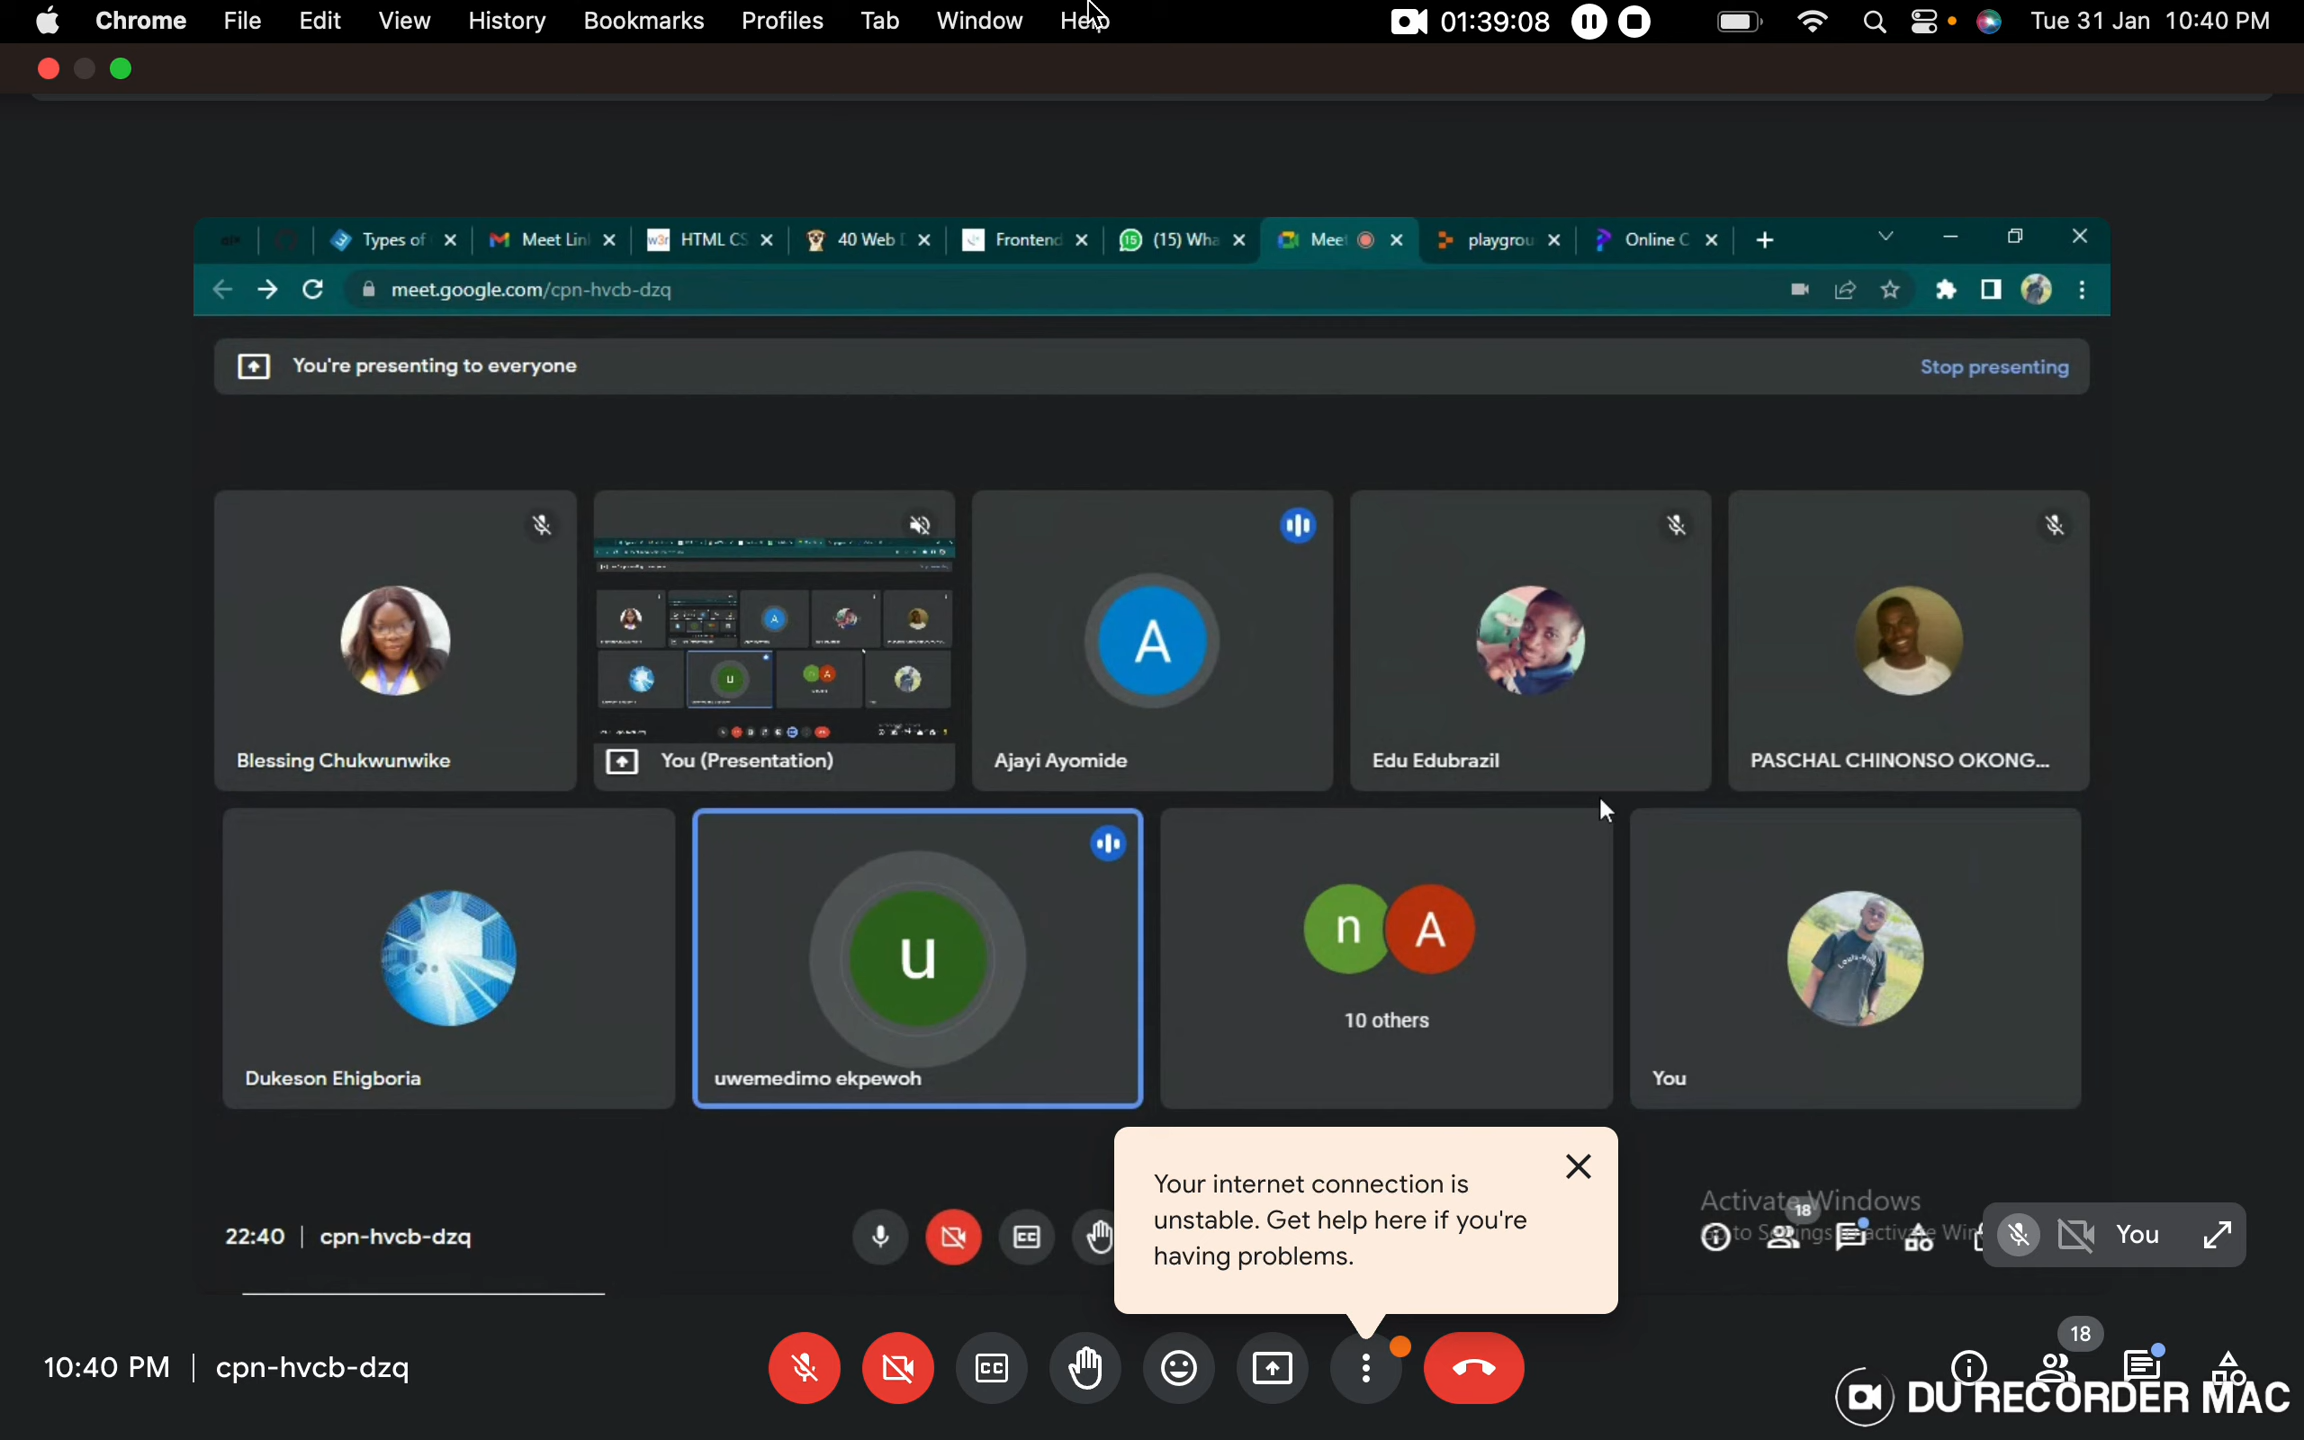 Chrome File Edit View History Bookmarks Profiles Tab Window Help 01:39:08 Tue 31 Jan 10:40 PM
Types of Meet Lin HTML CS 40 Web Frontend (15) Wha Meet playgrou Online C
meet.google.com/cpn-hvcb-dzq
You're presenting to everyone Stop presenting
A
Blessing Chukwunwike You (Presentation) Ajayi Ayomide Edu Edubrazil PASCHAL CHINONSO OKONG...
u n A
10 others
Dukeson Ehigboria uwemedimo ekpewoh You
Your internet connection is
unstable. Get help here if you're
having problems.
Activate Windows
18
22:40 | cpn-hvcb-dzq CC You
18
10:40 PM | cpn-hvcb-dzq CC
DU RECORDER MAC